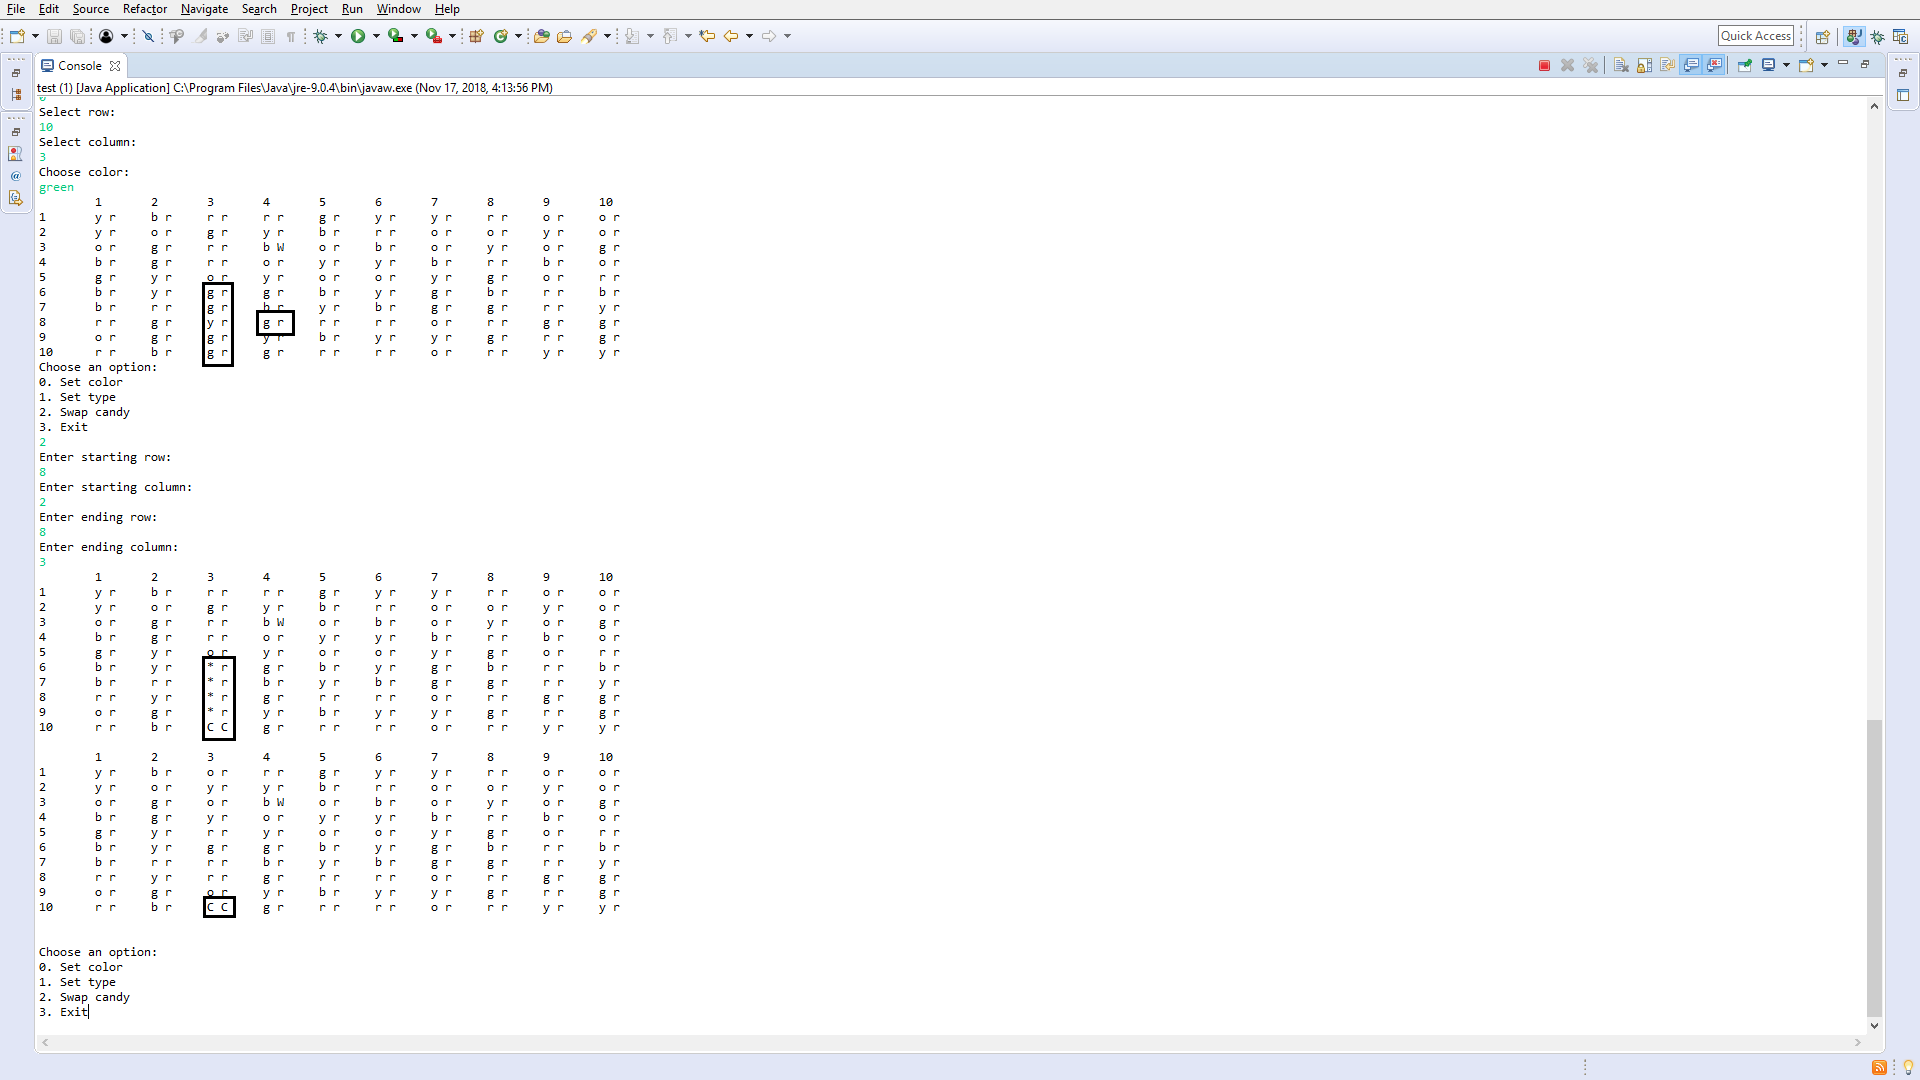 File Edit Source Refactor Navigate Search Project Run Window Help
Quick Access
Console
test (1) [Java Application] C:\Program Files\Java\jre-9.0.4\bin\javaw.exe (Nov 17, 2018, 4:13:56 PM)
Select row:
10
Select column:
3
Choose color:
green
1 2 3 4 5 6 7 8 9 10
1 y r b r r r r r g r y r y r r r o r o r
2 y r o r g r y r b r r r o r o r y r o r
3 o r g r r r b W o r b r o r y r o r g r
4 b r g r r r o r y r y r b r r r b r o r
5 g r y r o r y r o r o r y r g r o r r r
6 b r y r g r g r b r y r g r b r r r b r
7 b r r r g r b r y r b r g r g r r r y r
8 r r g r y r g r r r r r o r r r g r g r
9 o r g r g r y r b r y r y r g r r r g r
10 r r b r g r g r r r r r o r r r y r y r
Choose an option:
0. Set color
1. Set type
2. Swap candy
3. Exit
2
Enter starting row:
8
Enter starting column:
2
Enter ending row:
8
Enter ending column:
3
1 2 3 4 5 6 7 8 9 10
1 y r b r r r r r g r y r y r r r o r o r
2 y r o r g r y r b r r r o r o r y r o r
3 o r g r r r b W o r b r o r y r o r g r
4 b r g r r r o r y r y r b r r r b r o r
5 g r y r o r y r o r o r y r g r o r r r
6 b r y r * r g r b r y r g r b r r r b r
7 b r r r * r b r y r b r g r g r r r y r
8 r r y r * r g r r r r r o r r r g r g r
9 o r g r * r y r b r y r y r g r r r g r
10 r r b r C C g r r r r r o r r r y r y r
1 2 3 4 5 6 7 8 9 10
1 y r b r o r r r g r y r y r r r o r o r
2 y r o r y r y r b r r r o r o r y r o r
3 o r g r o r b W o r b r o r y r o r g r
4 b r g r y r o r y r y r b r r r b r o r
5 g r y r r r y r o r o r y r g r o r r r
6 b r y r g r g r b r y r g r b r r r b r
7 b r r r r r b r y r b r g r g r r r y r
8 r r y r r r g r r r r r o r r r g r g r
9 o r g r o r y r b r y r y r g r r r g r
10 r r b r C C g r r r r r o r r r y r y r
Choose an option:
0. Set color
1. Set type
2. Swap candy
3. Exit